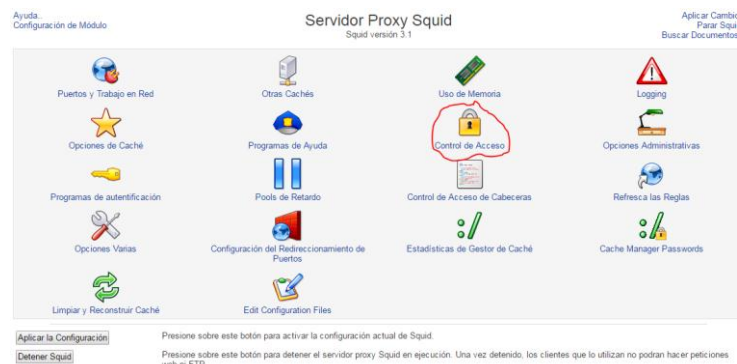 Ayuda..
Configuración de Módulo
Servidor Proxy Squid
Squid versión 3.1
Aplicar Cambio
Parar Squi
Buscar Documentos
Puertos y Trabajo en Red
Otras Cachés
Uso de Memoria
Logging
Opciones de Caché
Programas de Ayuda
Control de Acceso
Opciones Administrativas
Programas de autentificación
Pools de Retardo
Control de Acceso de Cabeceras
Refresca las Reglas
Opciones Varias
Configuración del Redireccionamiento de
Puertos
Estadísticas de Gestor de Caché
Cache Manager Passwords
Limpiar y Reconstruir Caché
Edit Configuration Files
Aplicar la Configuración
Presione sobre este botón para activar la configuración actual de Squid.
Detener Squid
Presione sobre este botón para detener el servidor proxy Squid en ejecución. Una vez detenido, los clientes que lo utilizan no podran hacer peticiones
web ni FTP